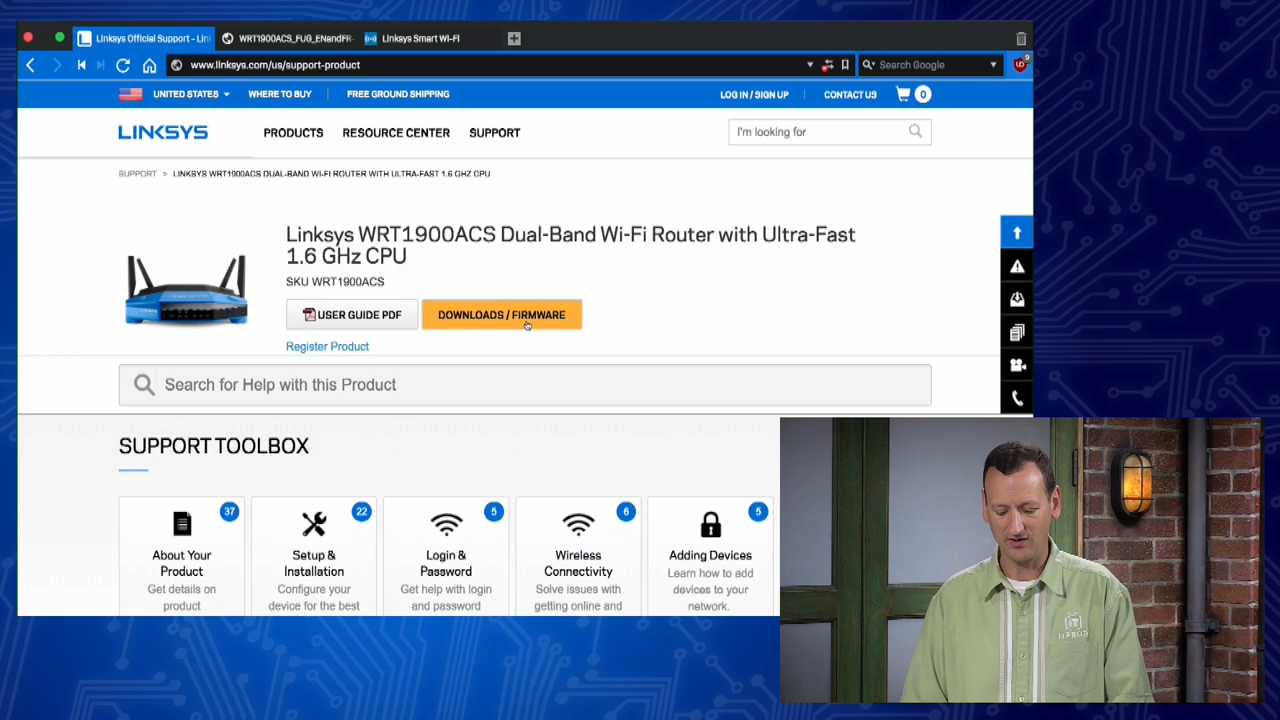 Linksys Official Support - Lin
WRT1900ACS_FUG_ENandFR-
Linksys Smart Wi-Fi
www.linksys.com/us/support-product
Search Google
9
UNITED STATES
WHERE TO BUY
FREE GROUND SHIPPING
LOG IN / SIGN UP
CONTACT US
0
LINKSYS
PRODUCTS
RESOURCE CENTER
SUPPORT
I'm looking for
SUPPORT > LINKSYS WRT1900ACS DUAL-BAND WI-FI ROUTER WITH ULTRA-FAST 1.6 GHZ CPU
Linksys WRT1900ACS Dual-Band Wi-Fi Router with Ultra-Fast
1.6 GHz CPU
SKU WRT1900ACS
USER GUIDE PDF
DOWNLOADS / FIRMWARE
Register Product
Search for Help with this Product
SUPPORT TOOLBOX
37
About Your
Product
Get details on
product
22
Setup &
Installation
Configure your
device for the best
5
Login &
Password
Get help with login
and password
6
Wireless
Connectivity
Solve issues with
getting online and
5
Adding Devices
Learn how to add
devices to your
network.